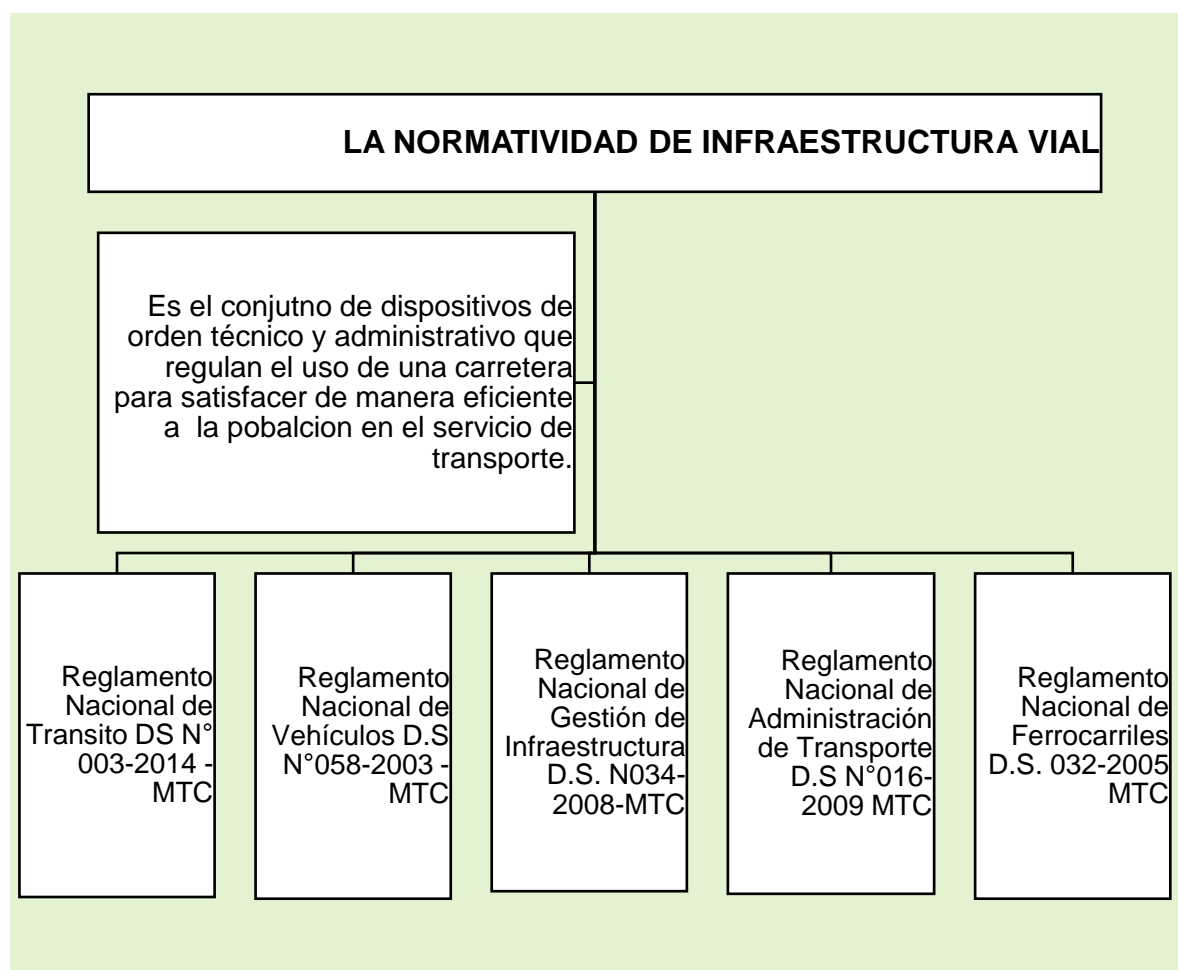 LA NORMATIVIDAD DE INFRAESTRUCTURA VIAL
Es el conjutno de dispositivos de
orden técnico y administrativo que
regulan el uso de una carretera
para satisfacer de manera eficiente
a la pobalcion en el servicio de
transporte.
Reglamento
Nacional de
Transito DS N°
003-2014 -
MTC
Reglamento
Nacional de
Vehículos D.S
N°058-2003 -
MTC
Reglamento
Nacional de
Gestión de
Infraestructura
D.S. N034-
2008-MTC
Reglamento
Nacional de
Administración
de Transporte
D.S N°016-
2009 MTC
Reglamento
Nacional de
Ferrocarriles
D.S. 032-2005
MTC